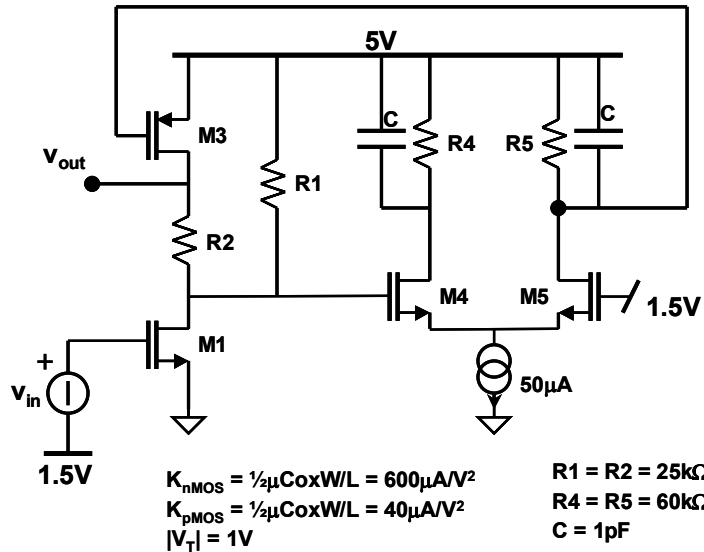 5V
C
C
M3
R4
R5
Vout
R1
R2
M4
M5
1.5V
M1
+
Vin
50μA
1.5V
KnMOS = ½μCoxW/L = 600μA/V²
KpMOS = ½μCoxW/L = 40μA/V²
|VT| = 1V
R1 = R2 = 25kΩ
R4 = R5 = 60kΩ
C = 1pF